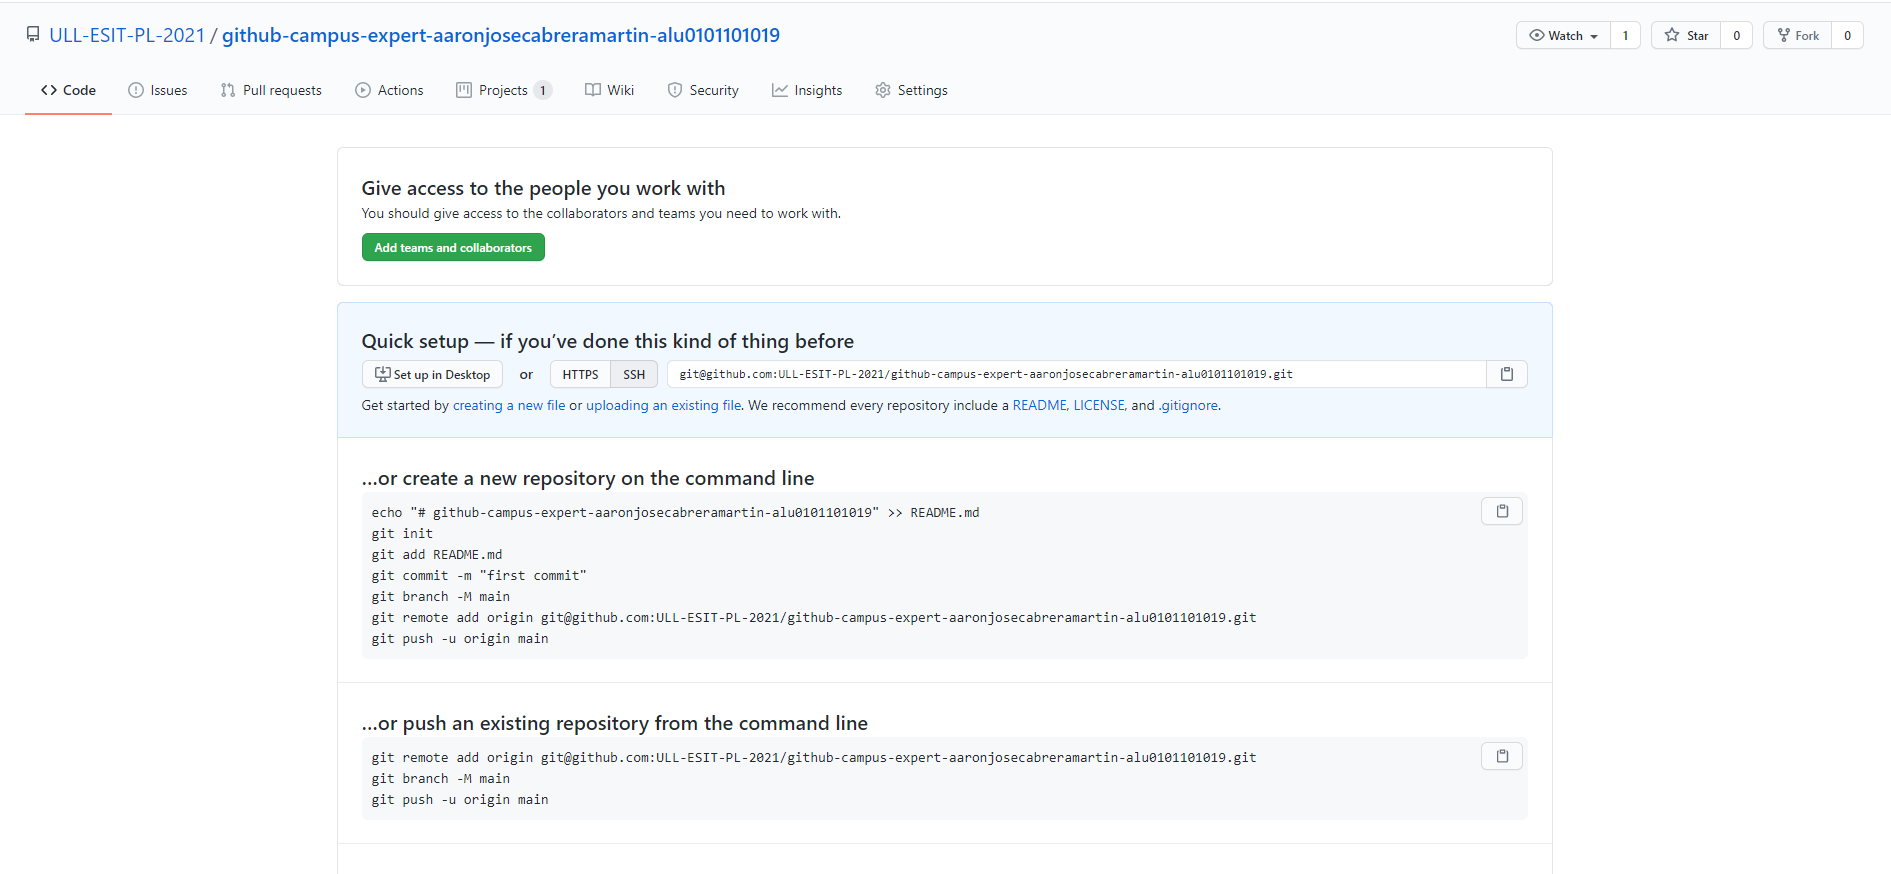 ULL-ESIT-PL-2021 / github-campus-expert-aaronjosecabreramartin-alu0101101019
Watch 1 Star 0 Fork 0
Code Issues Pull requests Actions Projects 1 Wiki Security Insights Settings
Give access to the people you work with
You should give access to the collaborators and teams you need to work with.
Add teams and collaborators
Quick setup — if you’ve done this kind of thing before
Set up in Desktop or HTTPS SSH git@github.com:ULL-ESIT-PL-2021/github-campus-expert-aaronjosecabreramartin-alu0101101019.git
Get started by creating a new file or uploading an existing file. We recommend every repository include a README, LICENSE, and .gitignore.
…or create a new repository on the command line
echo "# github-campus-expert-aaronjosecabreramartin-alu0101101019" >> README.md
git init
git add README.md
git commit -m "first commit"
git branch -M main
git remote add origin git@github.com:ULL-ESIT-PL-2021/github-campus-expert-aaronjosecabreramartin-alu0101101019.git
git push -u origin main
…or push an existing repository from the command line
git remote add origin git@github.com:ULL-ESIT-PL-2021/github-campus-expert-aaronjosecabreramartin-alu0101101019.git
git branch -M main
git push -u origin main